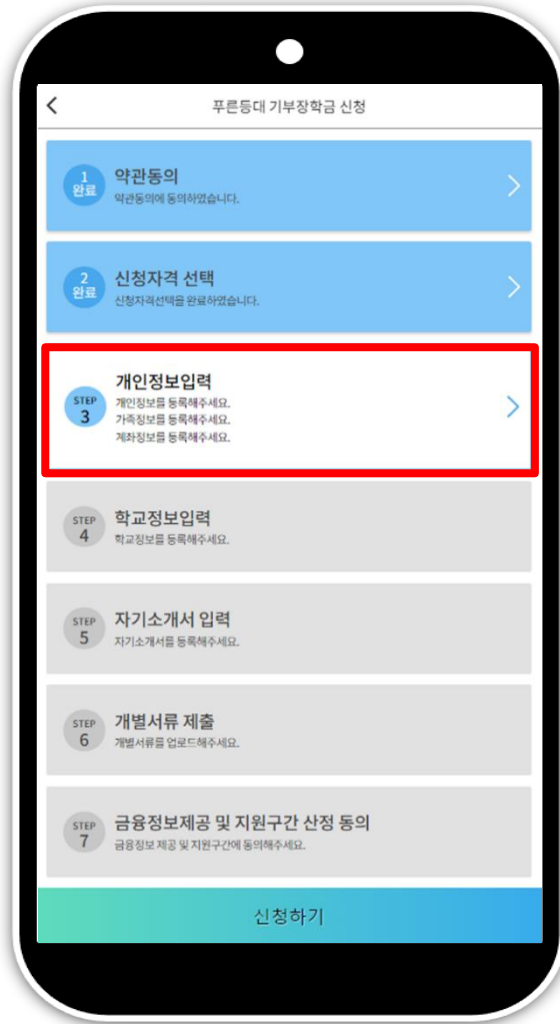 푸른등대 기부장학금 신청
1
완료
약관동의
약관동의에 동의하였습니다.
2
완료
신청자격 선택
신청자격선택을 완료하였습니다.
STEP
3
개인정보입력
개인정보를 등록해주세요.
가족정보를 등록해주세요.
계좌정보를 등록해주세요.
STEP
4
학교정보입력
학교정보를 등록해주세요.
STEP
5
자기소개서 입력
자기소개서를 등록해주세요.
STEP
6
개별서류 제출
개별서류를 업로드해주세요.
STEP
7
금융정보제공 및 지원구간 산정 동의
금융정보 제공 및 지원구간에 동의해주세요.
신청하기